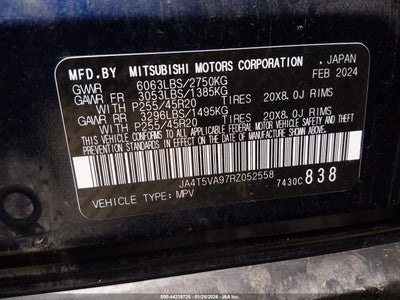 MFD.BY MITSUBISHI MOTORS CORPORATION , JAPAN
GVWR 6063LBS/2750KG FEB 2024
GAWR FR 3053LBS/1385KG
WITH P255/45R20 TIRES 20X8.0J RIMS
GAWR RR 3296LBS/1495KG
WITH P255/45R20 TIRES 20X8.0J RIMS
THIS VEHICLE CONFORMS TO ALL APPLICABLE
FEDERAL MOTOR VEHICLE SAFETY AND THEFT
PREVENTION STANDARDS IN EFFECT ON THE DATE OF
MANUFACTURE SHOWN ABOVE.
JA4T5VA97RZ052558 7430C 838
VEHICLE TYPE: MPV